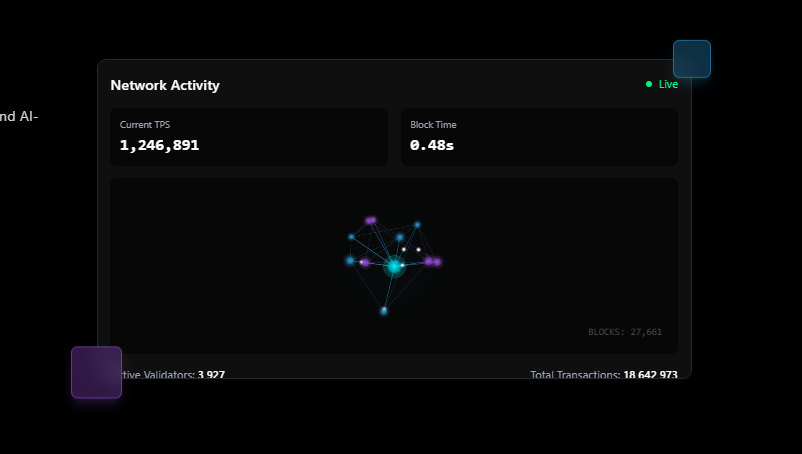 nd AI-
Network Activity
Live
Current TPS
1,246,891
Block Time
0.48s
BLOCKS: 27,661
tive Validators: 3 927
Total Transactions: 18 642 973